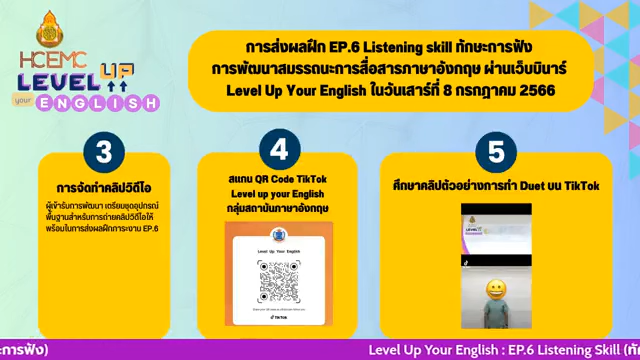 HCEMC
LEVEL UP
your ENGLISH
การส่งผลฝึก EP.6 Listening skill ทักษะการฟัง
การพัฒนาสมรรถนะการสื่อสารภาษาอังกฤษ ผ่านเว็บบินาร์
Level Up Your English ในวันเสาร์ที่ 8 กรกฎาคม 2566
3
การจัดทำคลิปวิดีโอ
ผู้เข้ารับการพัฒนา เตรียมชุดอุปกรณ์
พื้นฐานสำหรับการถ่ายคลิปวิดีโอให้
พร้อมในการส่งผลฝึกภาระงาน EP.6
4
สแกน QR Code TikTok
Level up your English
กลุ่มสถาบันภาษาอังกฤษ
Level Up Your English
TikTok
5
ศึกษาคลิปตัวอย่างการทำ Duet บน TikTok
ะการฟัง)
Level Up Your English : EP.6 Listening Skill (ทั